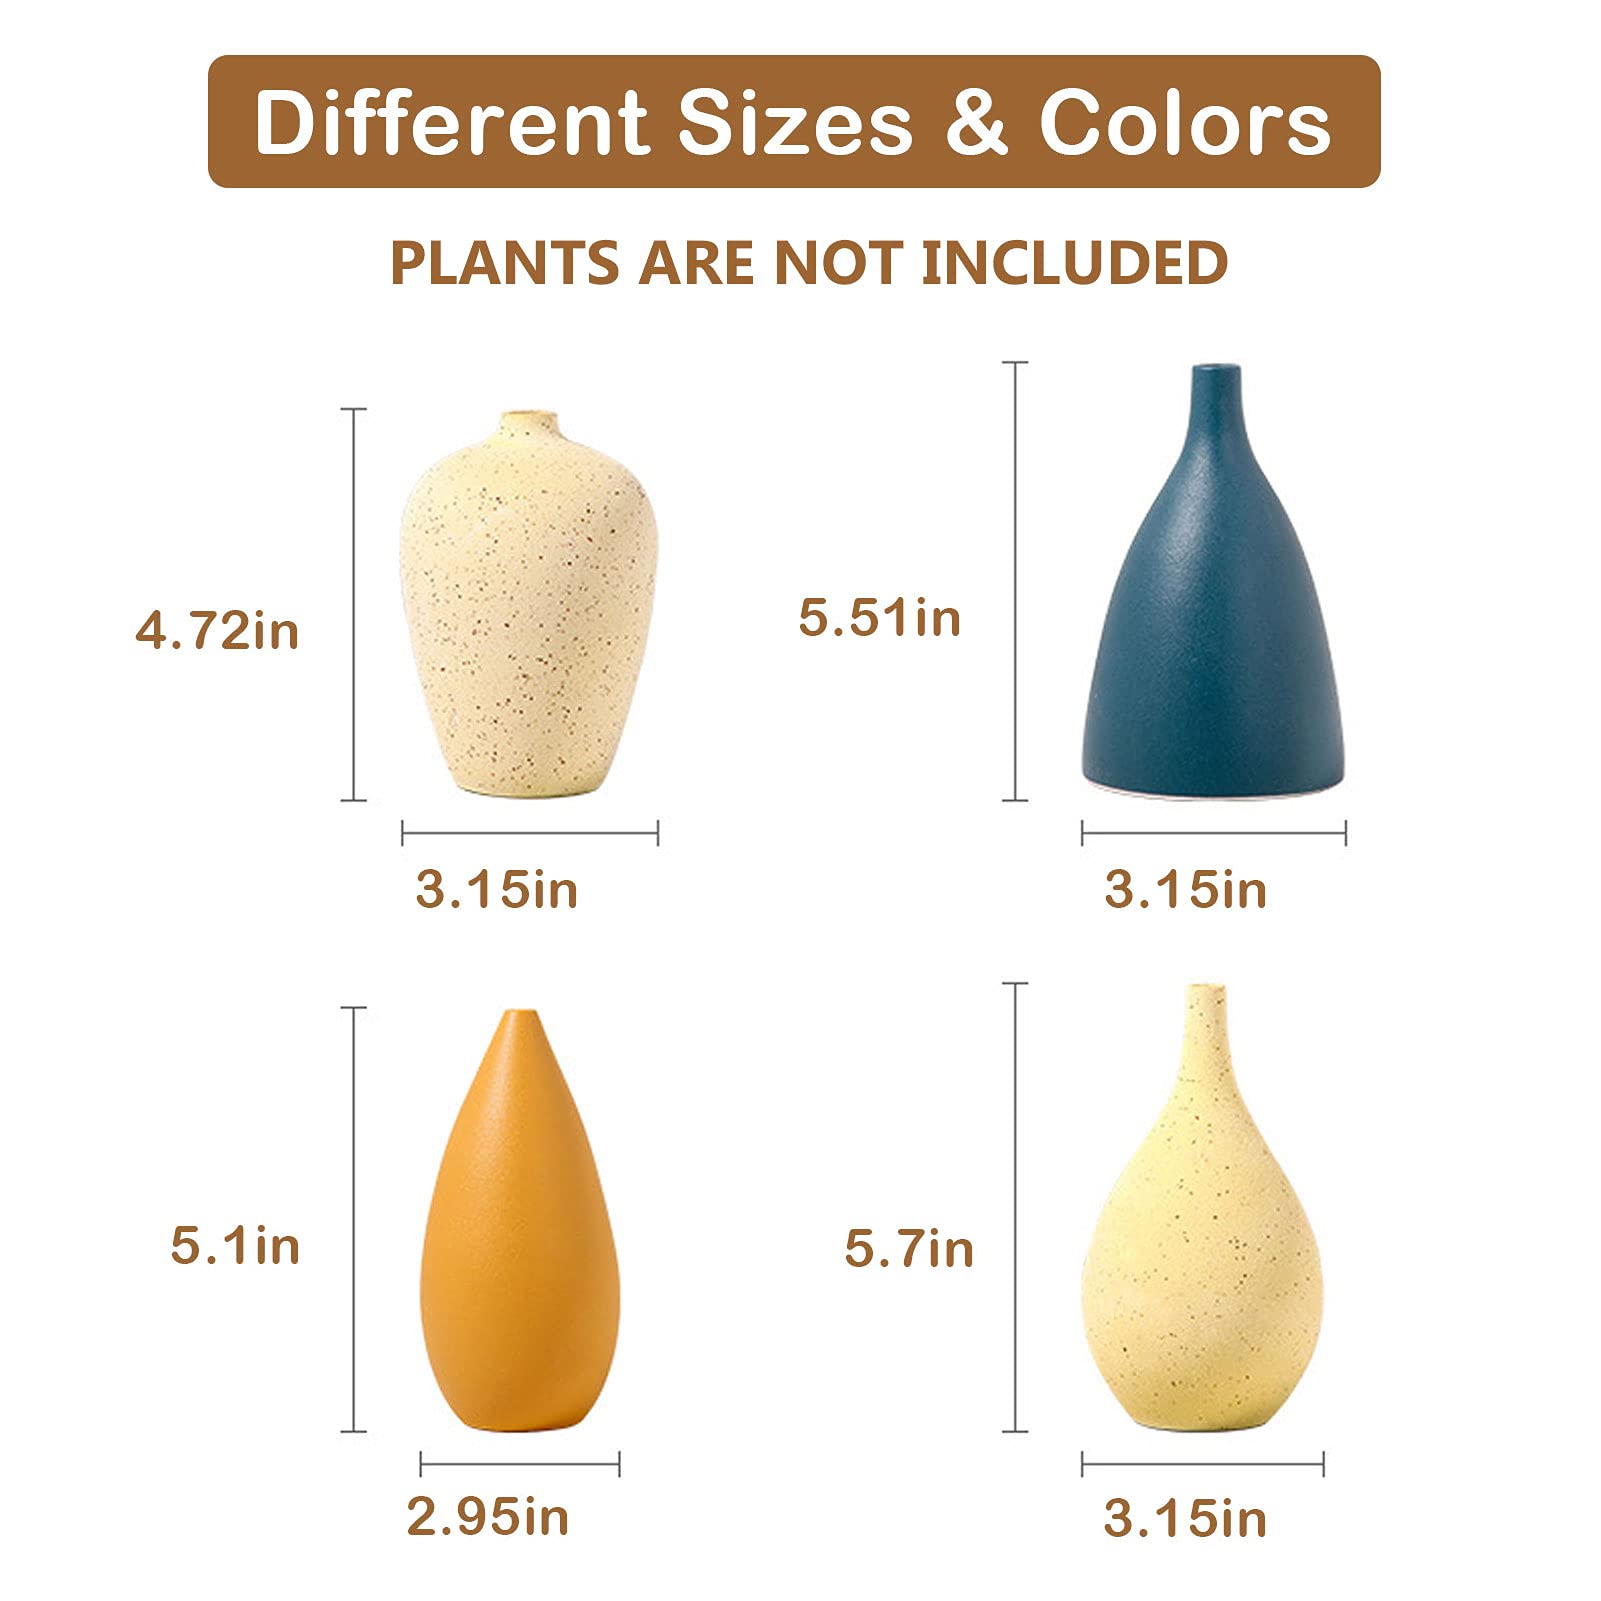 Different Sizes & Colors
PLANTS ARE NOT INCLUDED
4.72in
3.15in
5.51in
3.15in
5.1in
2.95in
5.7in
3.15in